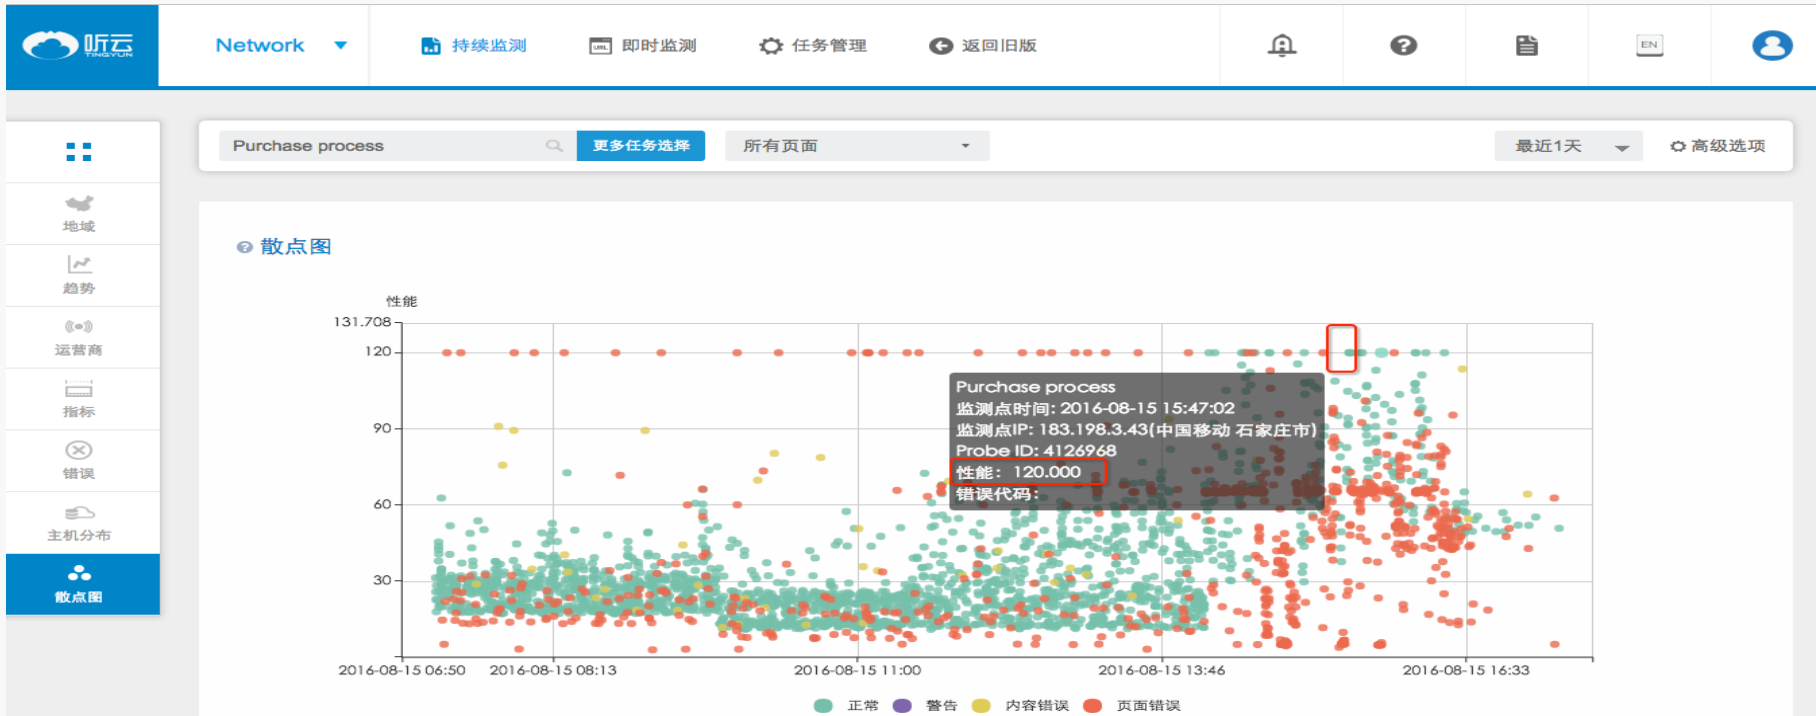 听云
TINGYUN
Network
持续监测
URL
即时监测
任务管理
返回旧版
EN
Purchase process
更多任务选择
所有页面
最近1天
高级选项
地域
趋势
运营商
指标
错误
主机分布
散点图
散点图
性能
131.708
120
90
60
30
Purchase process
监测点时间: 2016-08-15 15:47:02
监测点IP: 183.198.3.43(中国移动 石家庄市)
Probe ID: 4126968
性能: 120.000
错误代码:
2016-08-15 06:50
2016-08-15 08:13
2016-08-15 11:00
2016-08-15 13:46
2016-08-15 16:33
正常
警告
内容错误
页面错误